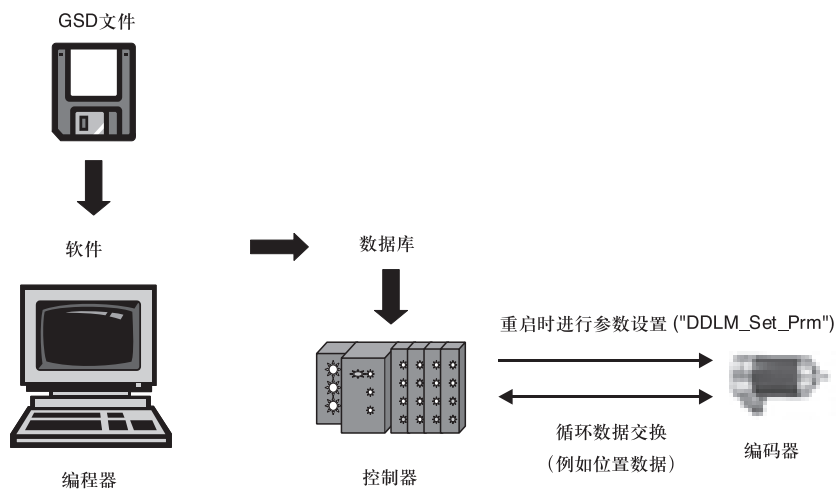 GSD文件
软件
数据库
重启时进行参数设置 ("DDLM_Set_Prm")
循环数据交换
（例如位置数据）
编程器
控制器
编码器